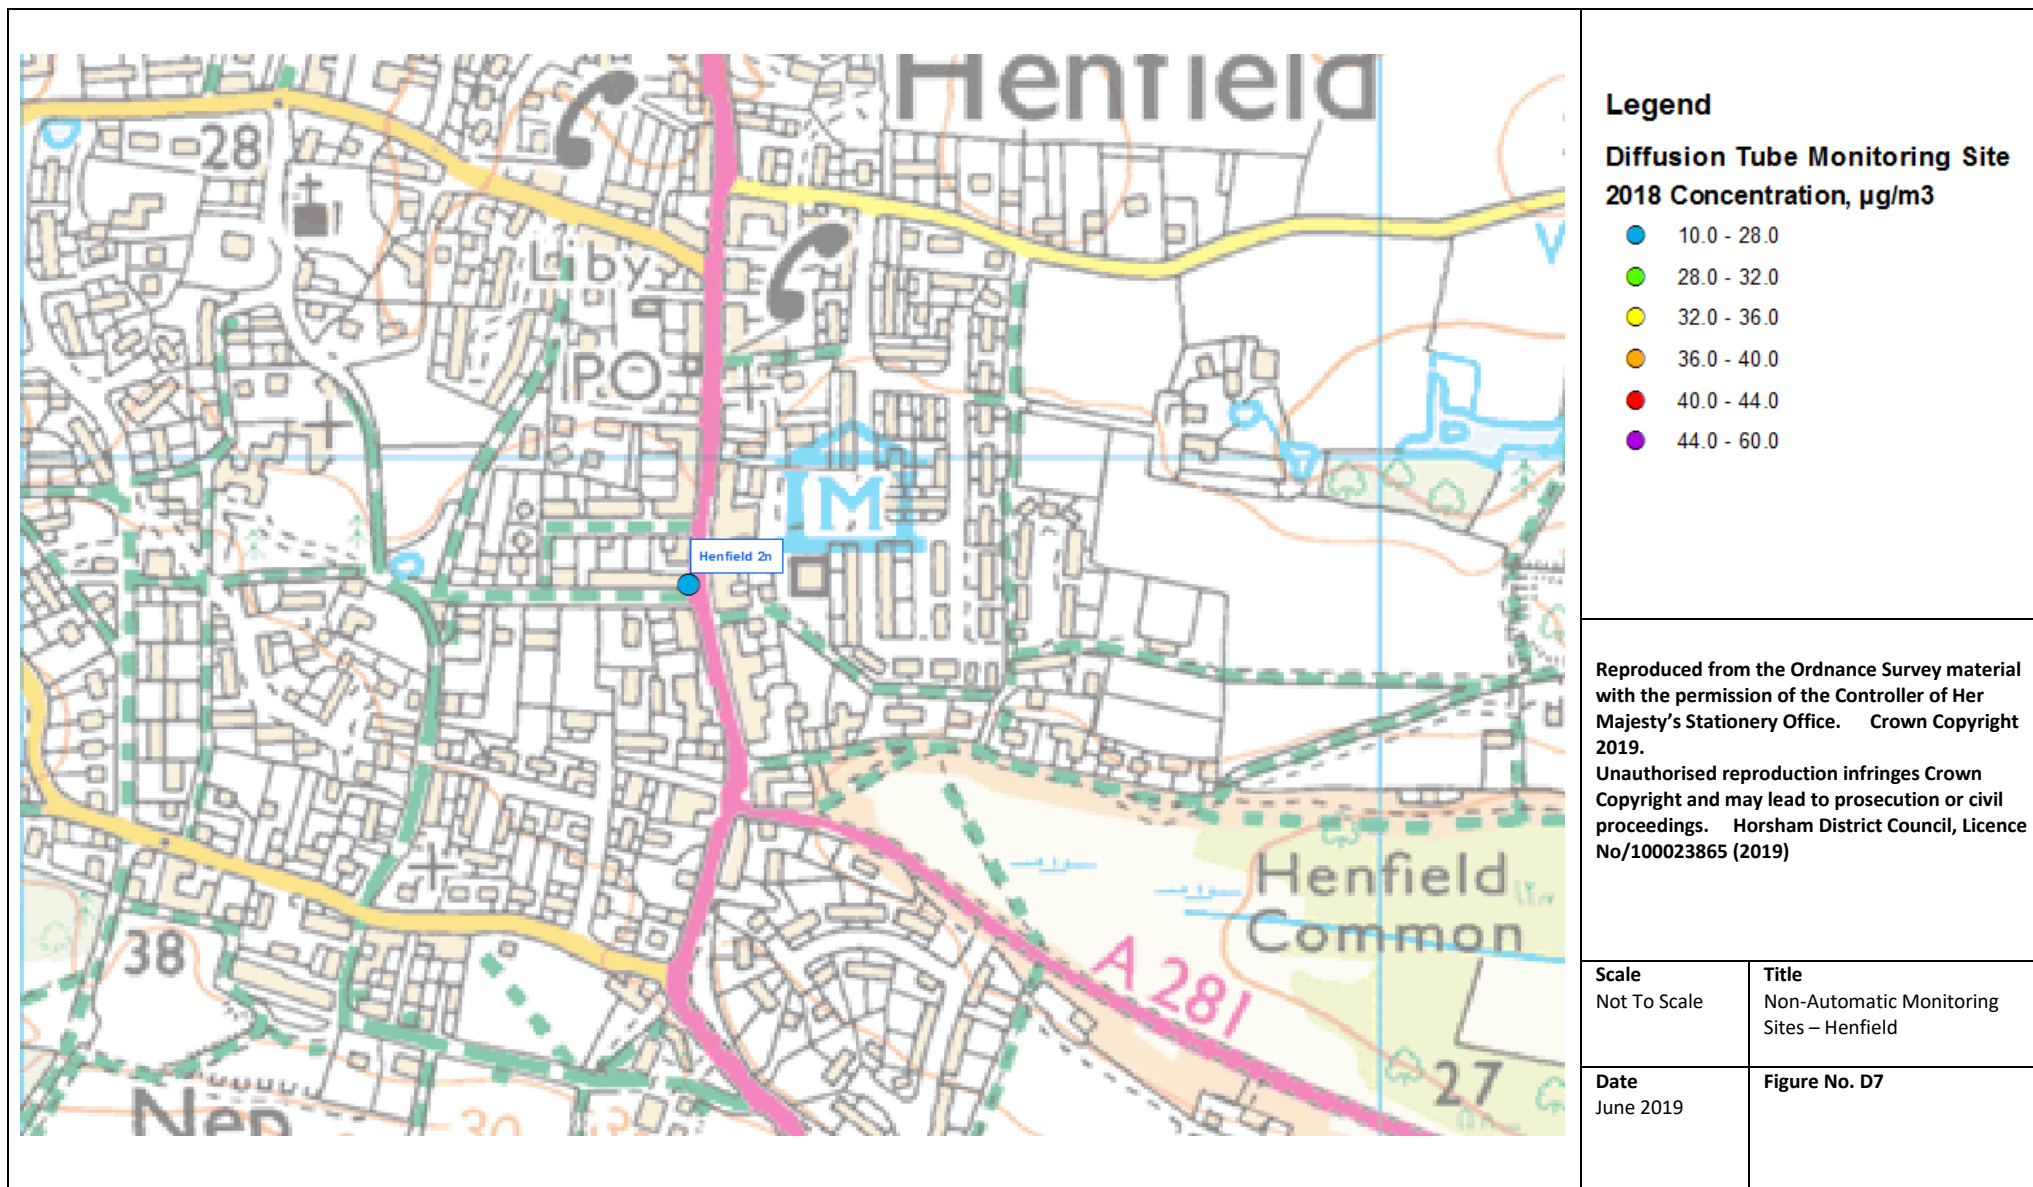 Henfield
28
Liby
PO
M
Henfield 2n
Henfield
Common
A 281
38
27
Nep
30
Legend
Diffusion Tube Monitoring Site
2018 Concentration, µg/m3
10.0 - 28.0
28.0 - 32.0
32.0 - 36.0
36.0 - 40.0
40.0 - 44.0
44.0 - 60.0
Reproduced from the Ordnance Survey material
with the permission of the Controller of Her
Majesty’s Stationery Office. Crown Copyright
2019.
Unauthorised reproduction infringes Crown
Copyright and may lead to prosecution or civil
proceedings. Horsham District Council, Licence
No/100023865 (2019)
Scale
Not To Scale
Title
Non-Automatic Monitoring
Sites – Henfield
Date
June 2019
Figure No. D7